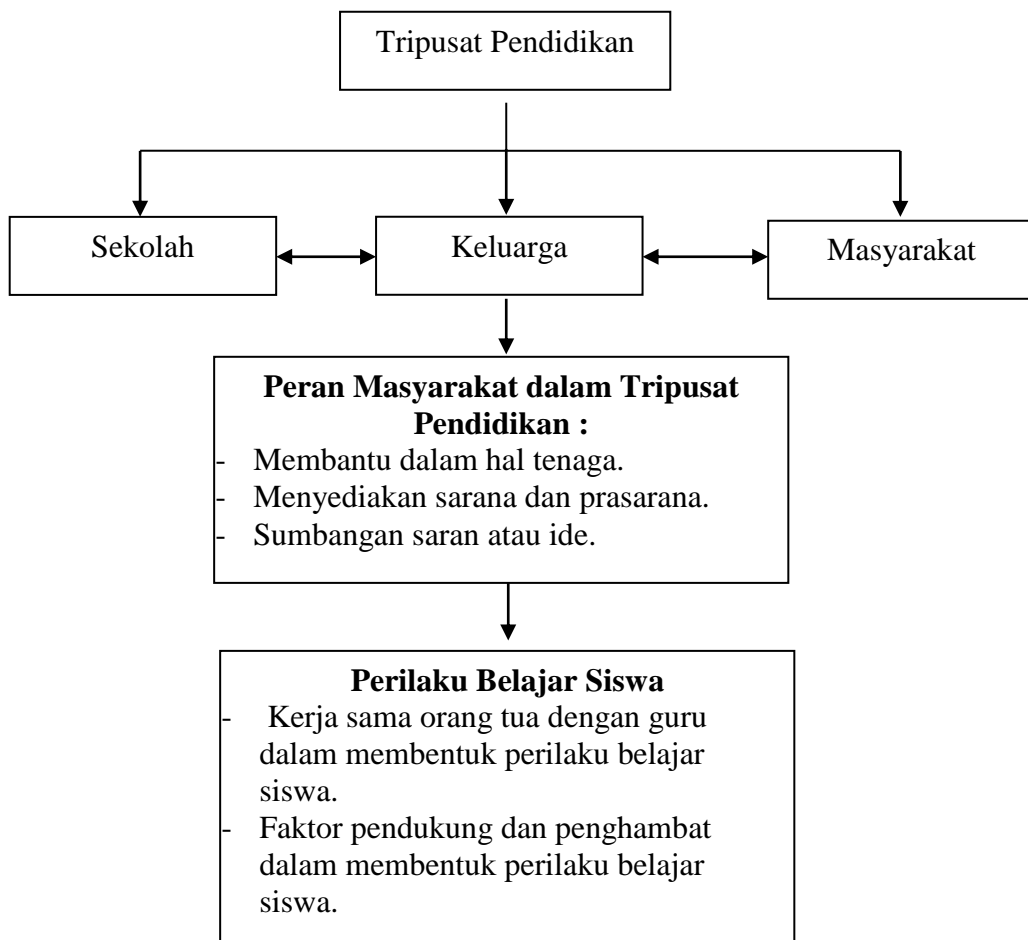 Tripusat Pendidikan
Sekolah
Keluarga
Masyarakat
Peran Masyarakat dalam Tripusat
Pendidikan :
- Membantu dalam hal tenaga.
- Menyediakan sarana dan prasarana.
- Sumbangan saran atau ide.
Perilaku Belajar Siswa
- Kerja sama orang tua dengan guru
dalam membentuk perilaku belajar
siswa.
- Faktor pendukung dan penghambat
dalam membentuk perilaku belajar
siswa.